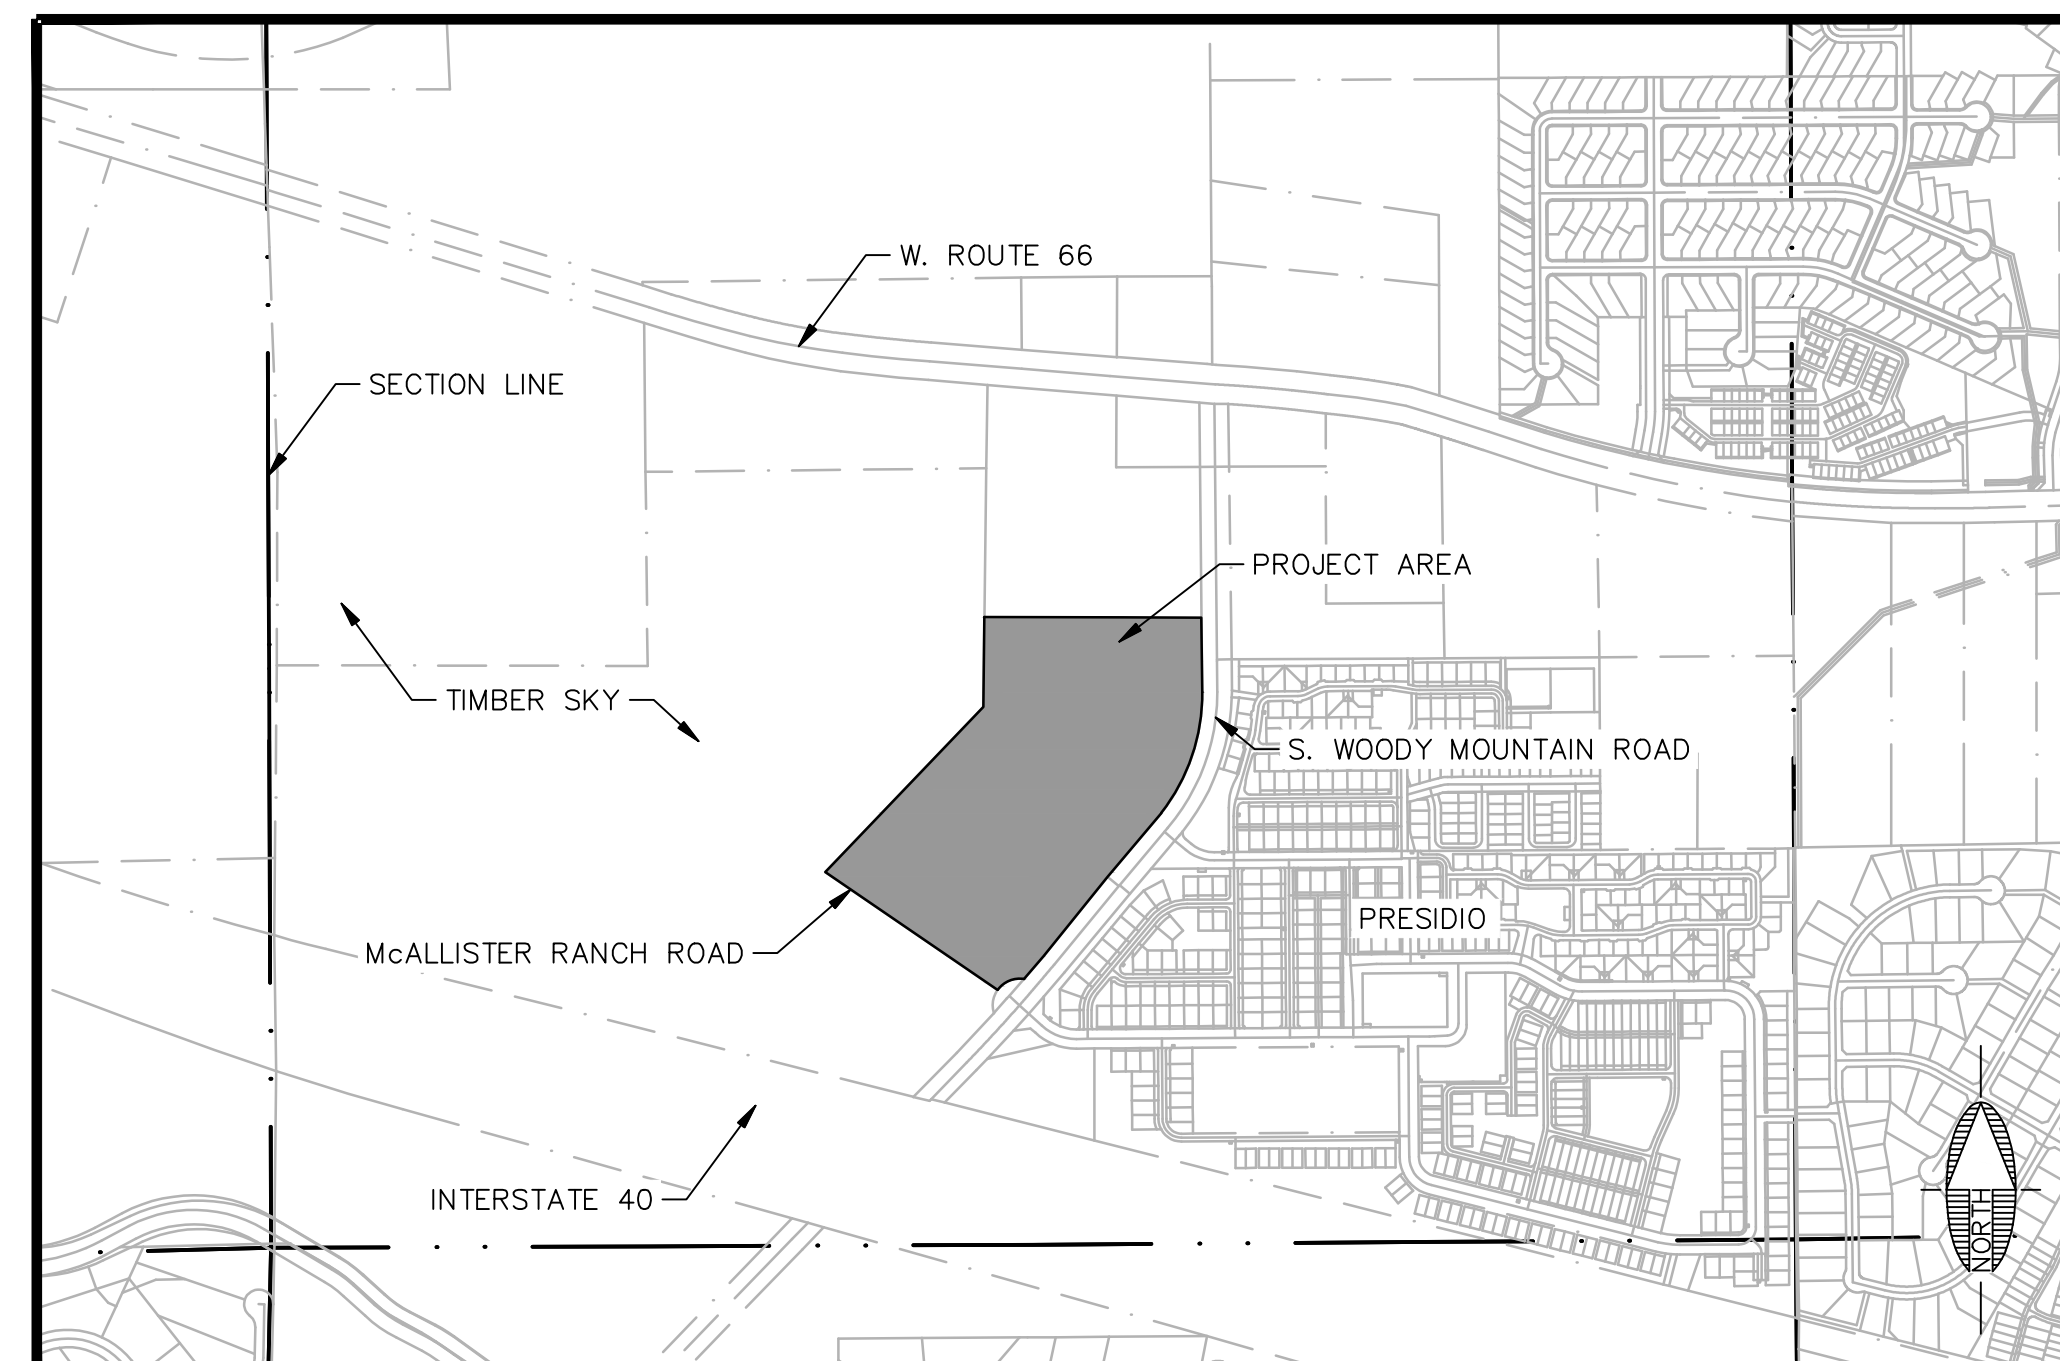 W. ROUTE 66
SECTION LINE
PROJECT AREA
TIMBER SKY
S. WOODY MOUNTAIN ROAD
PRESIDIO
McALLISTER RANCH ROAD
INTERSTATE 40
NORTH